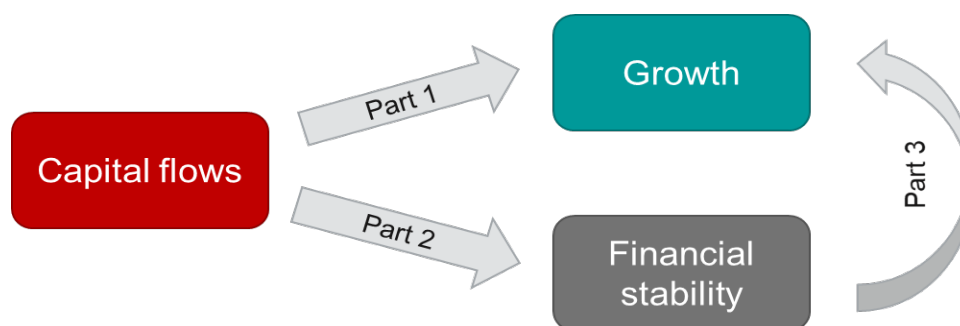 Capital flows
Part 1
Growth
Part 2
Financial
stability
Part 3